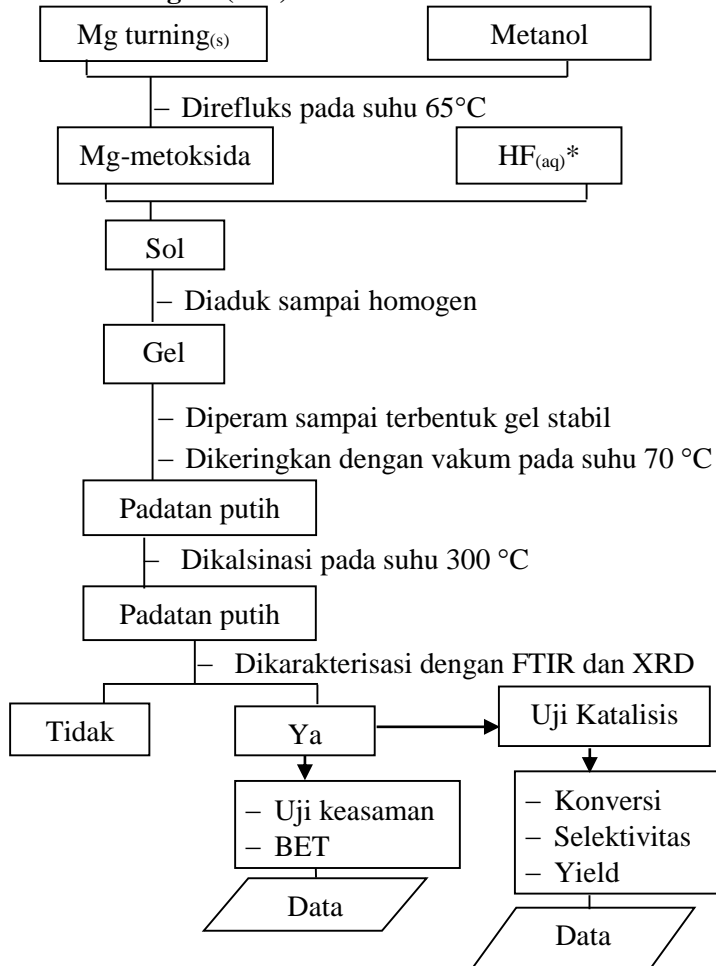 Mg turning(s)
Metanol
– Direfluks pada suhu 65°C
Mg-metoksida
HF(aq)*
Sol
– Diaduk sampai homogen
Gel
– Diperam sampai terbentuk gel stabil
– Dikeringkan dengan vakum pada suhu 70 °C
Padatan putih
– Dikalsinasi pada suhu 300 °C
Padatan putih
– Dikarakterisasi dengan FTIR dan XRD
Tidak
Ya
Uji Katalisis
– Uji keasaman
– BET
– Konversi
– Selektivitas
– Yield
Data
Data